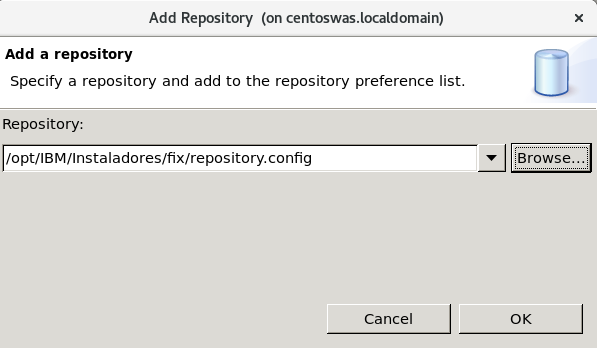 Add Repository (on centoswas.localdomain)
×
Add a repository
Specify a repository and add to the repository preference list.
Repository:
/opt/IBM/Instaladores/fix/repository.config
Browse...
Cancel
OK